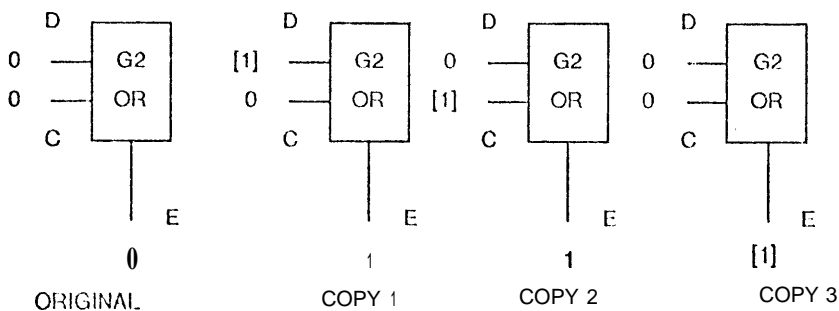 D D D D
0 G2 [1] G2 0 G2 0 G2
0 OR 0 OR [1] OR 0 OR
C C C C
E E E E
0 1 1 [1]
ORIGINAL COPY 1 COPY 2 COPY 3